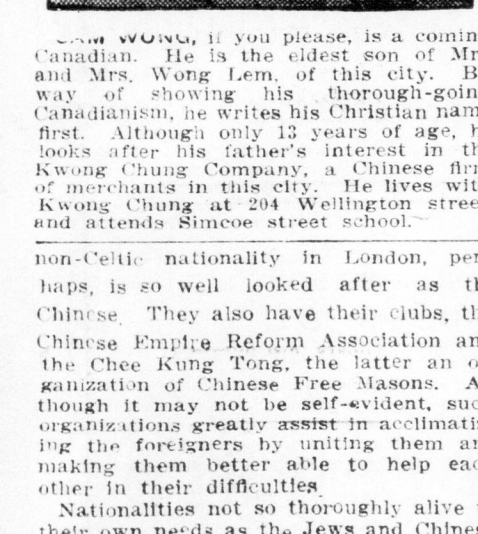 SAM WONG, if you please, is a comin
Canadian. He is the eldest son of Mr
and Mrs. Wong Lem, of this city. B
way of showing his thorough-goin
Canadianism, he writes his Christian nam
first. Although only 13 years of age, h
looks after his father's interest in th
Kwong Chung Company, a Chinese fir
of merchants in this city. He lives wit
Kwong Chung at 204 Wellington stree
and attends Simcoe street school.
non-Celtic nationality in London, per
haps, is so well looked after as th
Chinese. They also have their clubs, th
Chinese Empire Reform Association an
the Chee Kung Tong, the latter an o
ganization of Chinese Free Masons. A
though it may not be self-evident, suc
organizations greatly assist in acclimatiz
ing the foreigners by uniting them an
making them better able to help eac
other in their difficulties.
Nationalities not so thoroughly alive
their own needs as the Jews and Chines